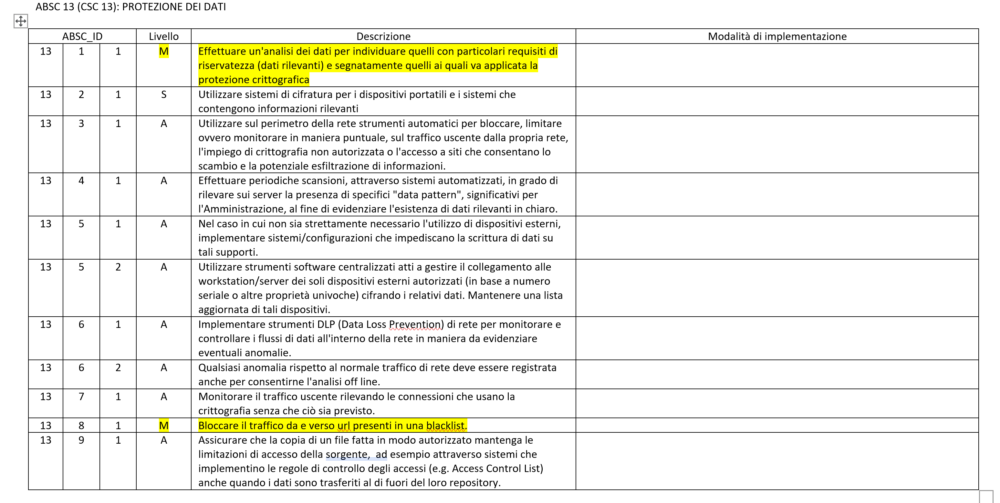 ABSC 13 (CSC 13): PROTEZIONE DEI DATI
ABSC_ID Livello Descrizione Modalità di implementazione
13 1 1 M Effettuare un'analisi dei dati per individuare quelli con particolari requisiti di
riservatezza (dati rilevanti) e segnatamente quelli ai quali va applicata la
protezione crittografica
13 2 1 S Utilizzare sistemi di cifratura per i dispositivi portatili e i sistemi che
contengono informazioni rilevanti
13 3 1 A Utilizzare sul perimetro della rete strumenti automatici per bloccare, limitare
ovvero monitorare in maniera puntuale, sul traffico uscente dalla propria rete,
l'impiego di crittografia non autorizzata o l'accesso a siti che consentano lo
scambio e la potenziale esfiltrazione di informazioni.
13 4 1 A Effettuare periodiche scansioni, attraverso sistemi automatizzati, in grado di
rilevare sui server la presenza di specifici "data pattern", significativi per
l'Amministrazione, al fine di evidenziare l'esistenza di dati rilevanti in chiaro.
13 5 1 A Nel caso in cui non sia strettamente necessario l'utilizzo di dispositivi esterni,
implementare sistemi/configurazioni che impediscano la scrittura di dati su
tali supporti.
13 5 2 A Utilizzare strumenti software centralizzati atti a gestire il collegamento alle
workstation/server dei soli dispositivi esterni autorizzati (in base a numero
seriale o altre proprietà univoche) cifrando i relativi dati. Mantenere una lista
aggiornata di tali dispositivi.
13 6 1 A Implementare strumenti DLP (Data Loss Prevention) di rete per monitorare e
controllare i flussi di dati all'interno della rete in maniera da evidenziare
eventuali anomalie.
13 6 2 A Qualsiasi anomalia rispetto al normale traffico di rete deve essere registrata
anche per consentirne l'analisi off line.
13 7 1 A Monitorare il traffico uscente rilevando le connessioni che usano la
crittografia senza che ciò sia previsto.
13 8 1 M Bloccare il traffico da e verso url presenti in una blacklist.
13 9 1 A Assicurare che la copia di un file fatta in modo autorizzato mantenga le
limitazioni di accesso della sorgente,  ad esempio attraverso sistemi che
implementino le regole di controllo degli accessi (e.g. Access Control List)
anche quando i dati sono trasferiti al di fuori del loro repository.